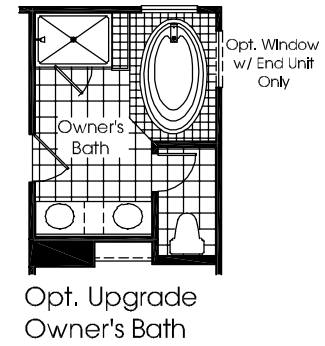 Opt. Window
w/ End Unit
Only
Owner's
Bath
Opt. Upgrade
Owner's Bath